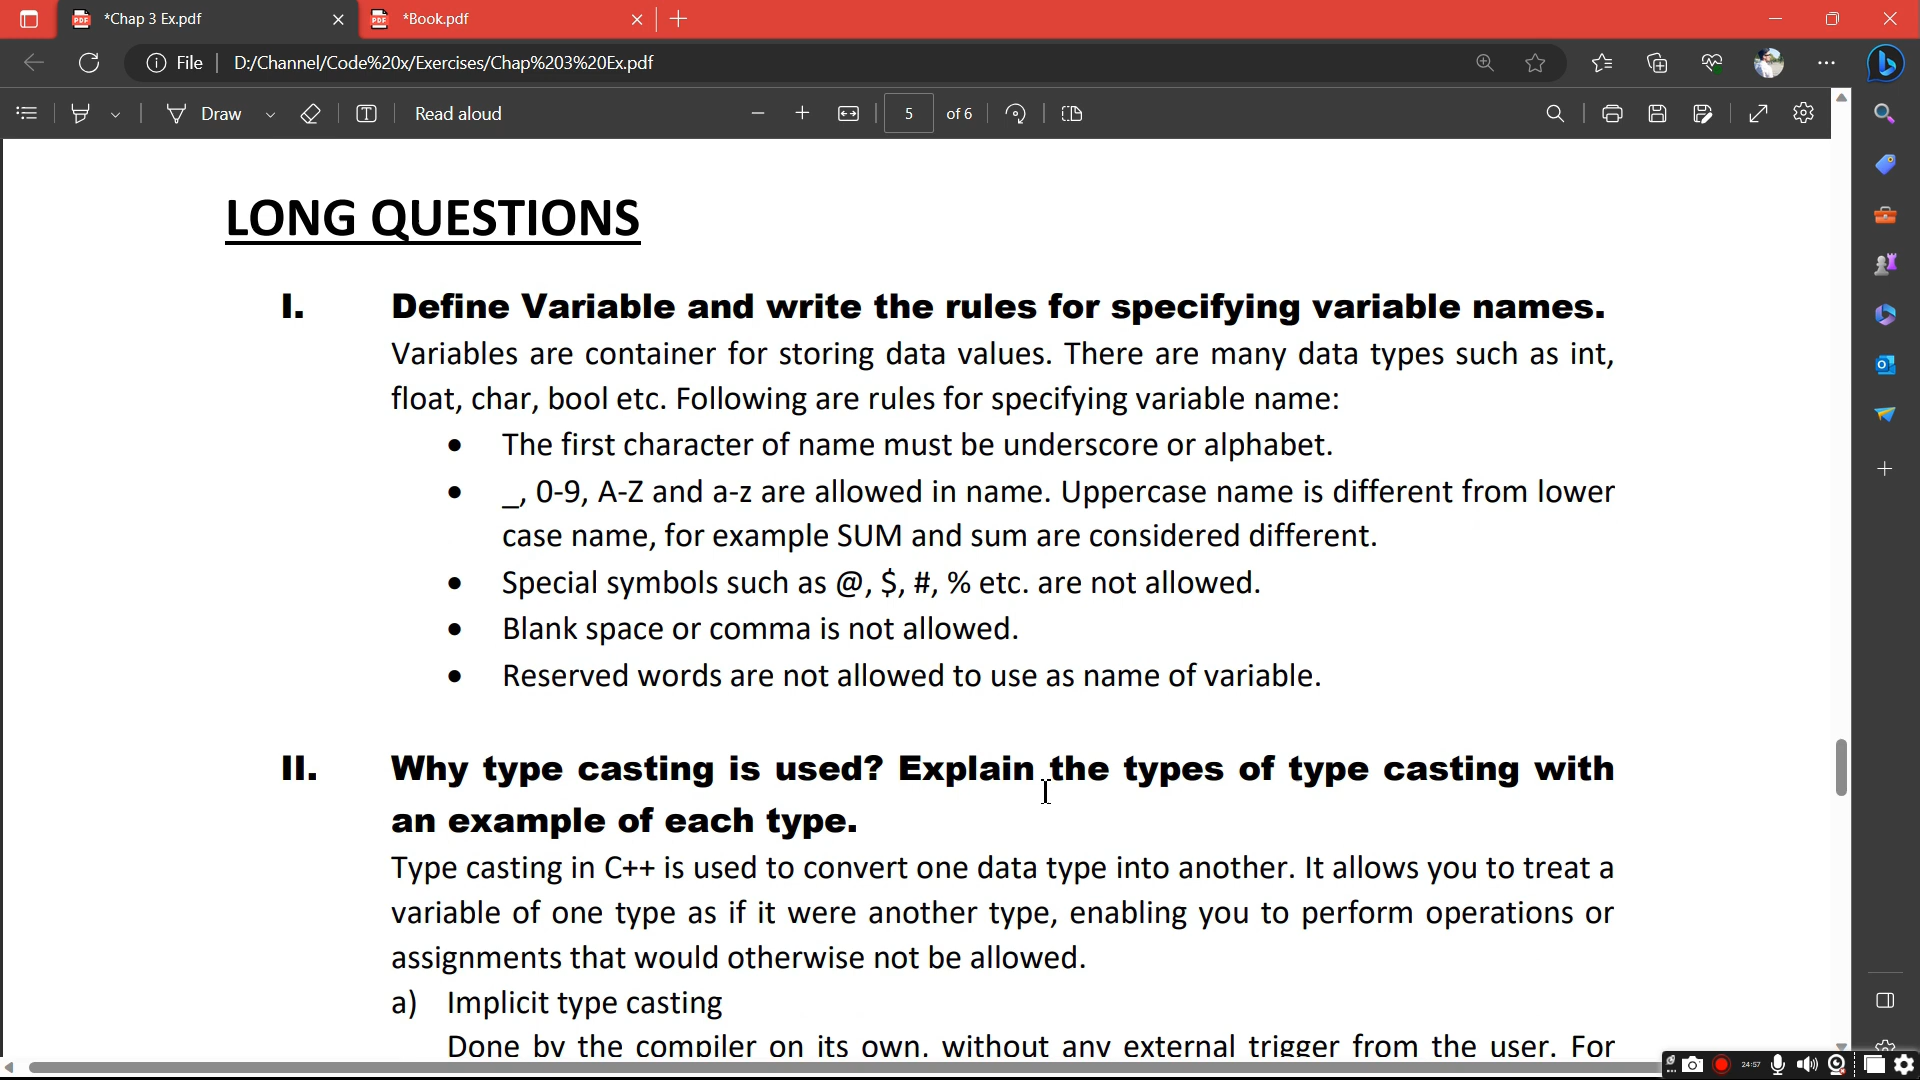 *Chap 3 Ex.pdf
*Book.pdf
File
D:/Channel/Code%20x/Exercises/Chap%203%20Ex.pdf
Draw
Read aloud
5 of 6
LONG QUESTIONS
I. Define Variable and write the rules for specifying variable names.
Variables are container for storing data values. There are many data types such as int,
float, char, bool etc. Following are rules for specifying variable name:
• The first character of name must be underscore or alphabet.
• _, 0-9, A-Z and a-z are allowed in name. Uppercase name is different from lower
case name, for example SUM and sum are considered different.
• Special symbols such as @, $, #, % etc. are not allowed.
• Blank space or comma is not allowed.
• Reserved words are not allowed to use as name of variable.
II. Why type casting is used? Explain the types of type casting with
an example of each type.
Type casting in C++ is used to convert one data type into another. It allows you to treat a
variable of one type as if it were another type, enabling you to perform operations or
assignments that would otherwise not be allowed.
a) Implicit type casting
Done by the compiler on its own, without any external trigger from the user. For
24:57